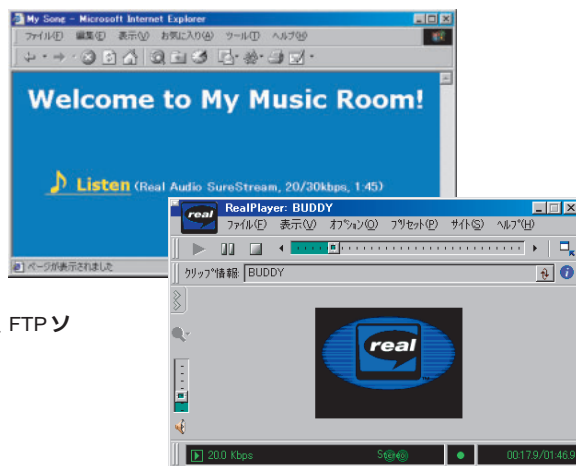 My Song - Microsoft Internet Explorer
ファイル(F) 編集(E) 表示(V) お気に入り(A) ツール(T) ヘルプ(H)
Welcome to My Music Room!
Listen (Real Audio SureStream, 20/30kbps, 1:45)
ページが表示されました
real
RealPlayer: BUDDY
ファイル(F) 表示(V) オプション(O) プリセット(P) サイト(S) ヘルプ(H)
クリップ情報: BUDDY
real
20.0 Kbps Stereo 00:17.9/01:46.9
FTPソ